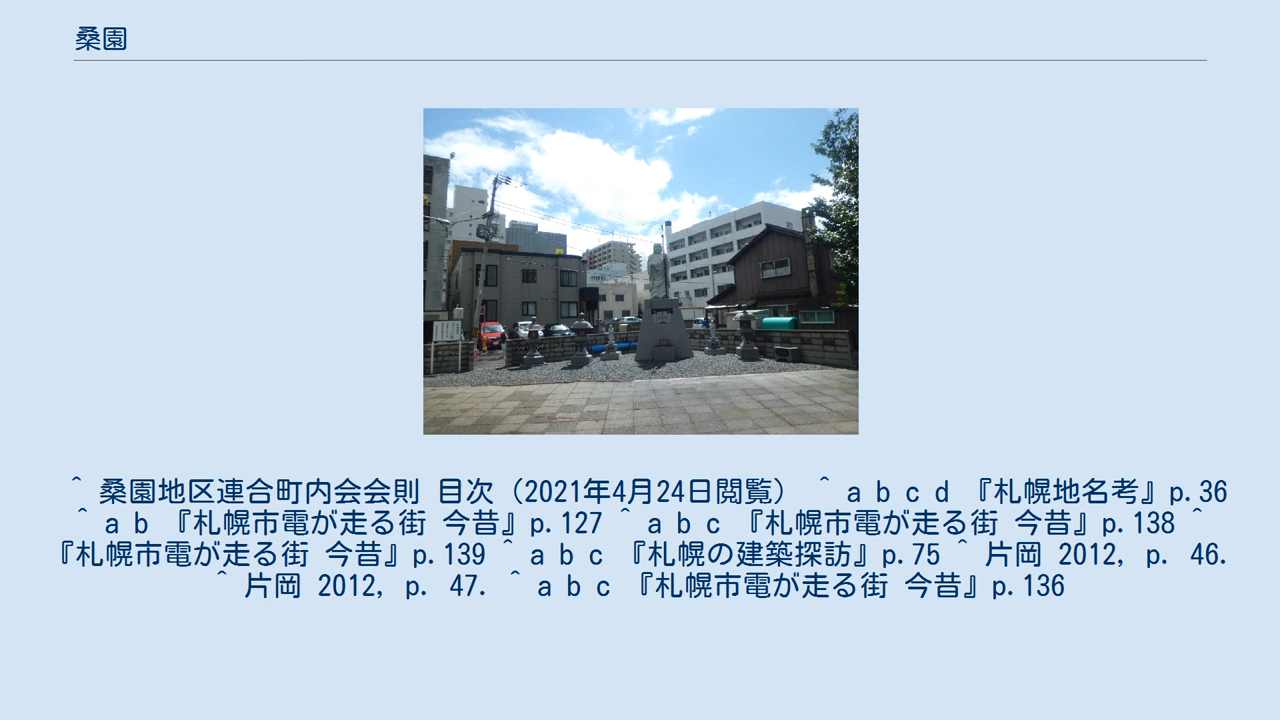 桑園
^ 桑園地区連合町内会会則 目次（2021年4月24日閲覧） ^ a b c d 『札幌地名考』p.36
^ a b 『札幌市電が走る街 今昔』p.127 ^ a b c 『札幌市電が走る街 今昔』p.138 ^
『札幌市電が走る街 今昔』p.139 ^ a b c 『札幌の建築探訪』p.75 ^ 片岡 2012, p. 46.
^ 片岡 2012, p. 47. ^ a b c 『札幌市電が走る街 今昔』p.136